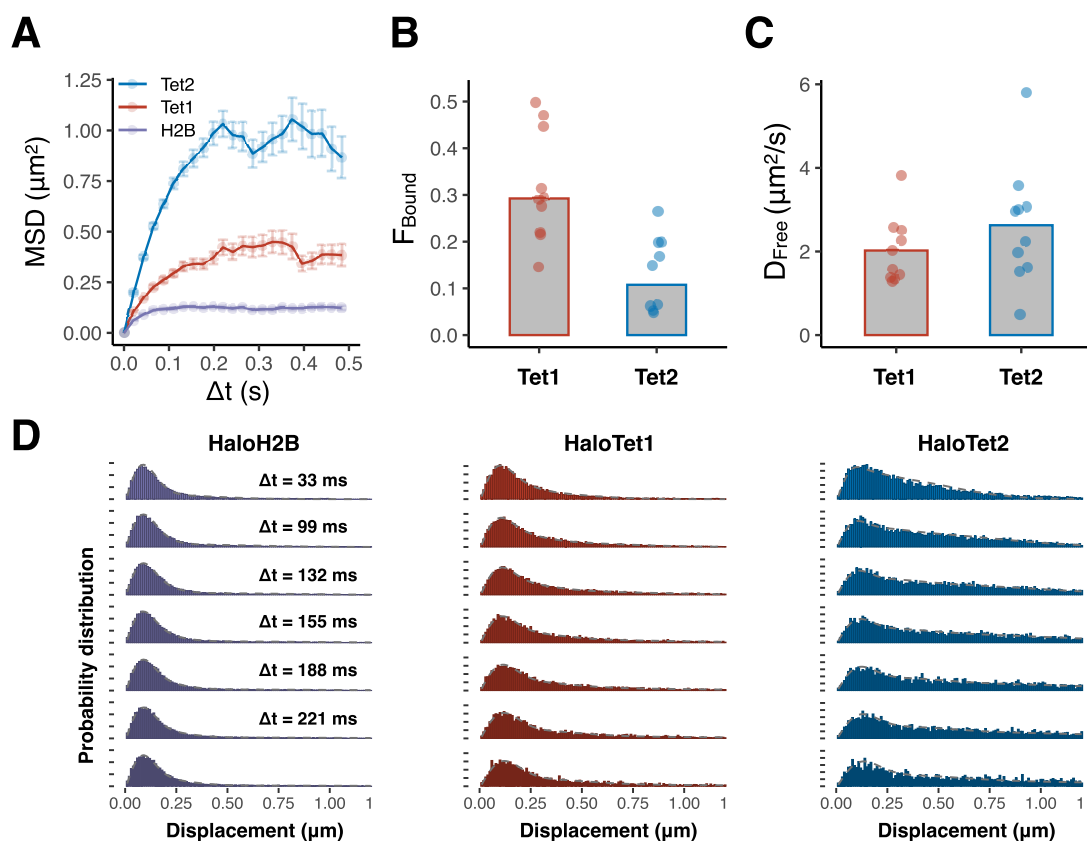 A
B
C
MSD (µm²)
1.25
1.00
0.75
0.50
0.25
0.00
Tet2
Tet1
H2B
0.0 0.1 0.2 0.3 0.4 0.5
Δt (s)
F_Bound
0.5
0.4
0.3
0.2
0.1
0.0
Tet1 Tet2
D_Free (µm²/s)
6
4
2
0
Tet1 Tet2
D
HaloH2B
HaloTet1
HaloTet2
Probability distribution
Δt = 33 ms
Δt = 99 ms
Δt = 132 ms
Δt = 155 ms
Δt = 188 ms
Δt = 221 ms
0.00 0.25 0.50 0.75 1.00 1
0.00 0.25 0.50 0.75 1.00 1
0.00 0.25 0.50 0.75 1.00 1
Displacement (µm)
Displacement (µm)
Displacement (µm)